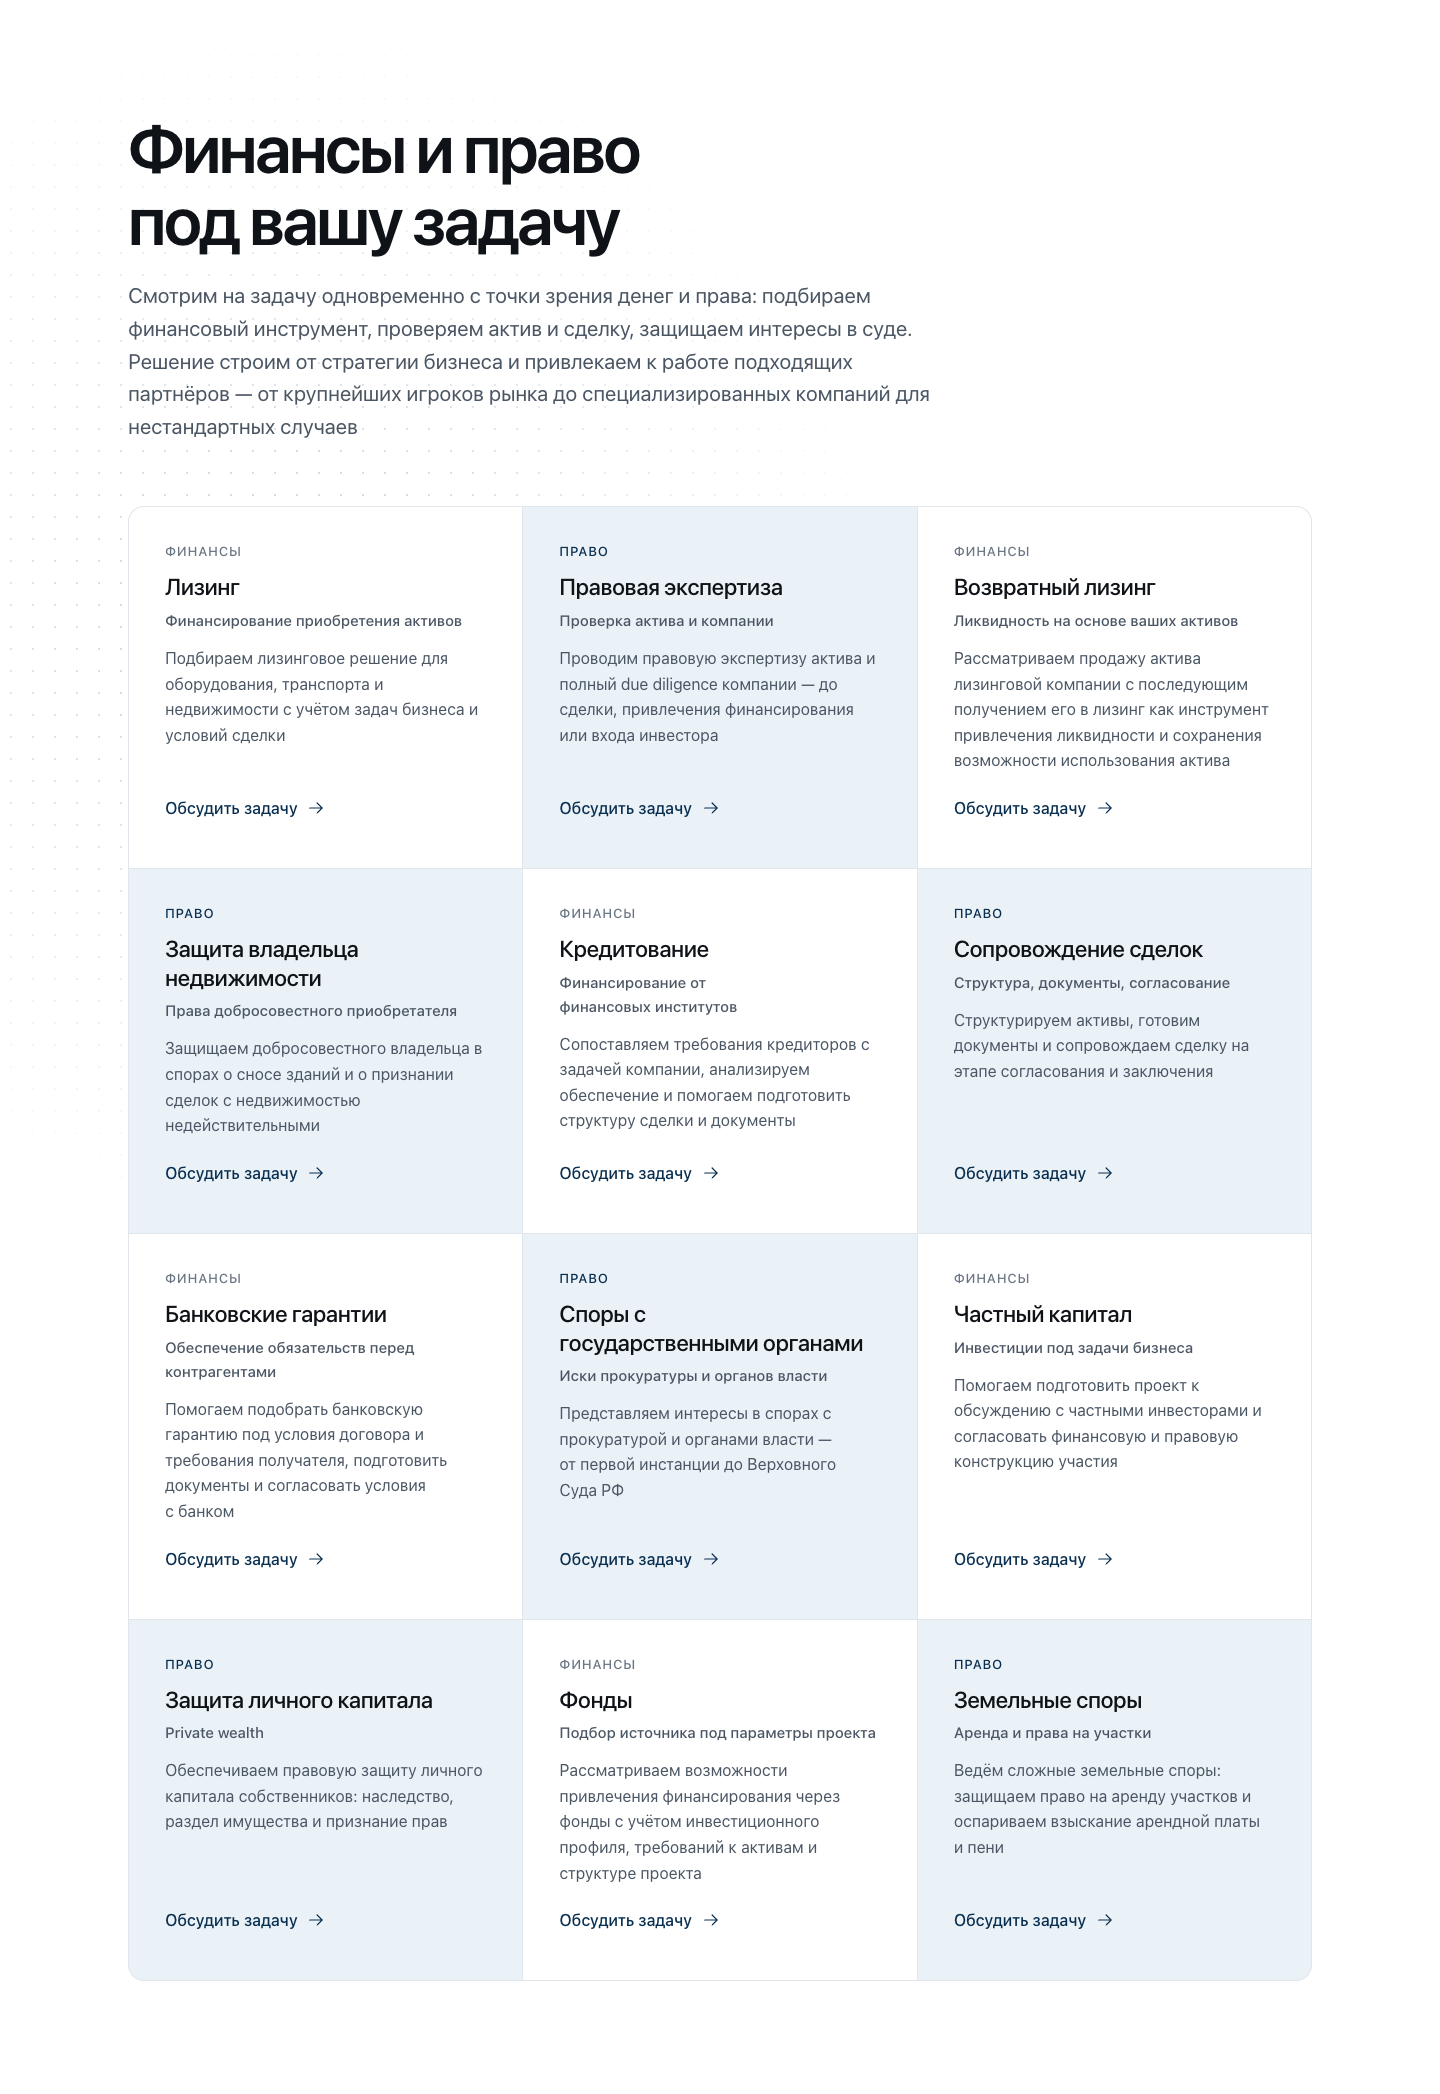 Финансы и право
под вашу задачу
Смотрим на задачу одновременно с точки зрения денег и права: подбираем
финансовый инструмент, проверяем актив и сделку, защищаем интересы в суде.
Решение строим от стратегии бизнеса и привлекаем к работе подходящих
партнёров — от крупнейших игроков рынка до специализированных компаний для
нестандартных случаев
ФИНАНСЫ
Лизинг
Финансирование приобретения активов
Подбираем лизинговое решение для
оборудования, транспорта и
недвижимости с учётом задач бизнеса и
условий сделки
Обсудить задачу →
ПРАВО
Правовая экспертиза
Проверка актива и компании
Проводим правовую экспертизу актива и
полный due diligence компании — до
сделки, привлечения финансирования
или входа инвестора
Обсудить задачу →
ФИНАНСЫ
Возвратный лизинг
Ликвидность на основе ваших активов
Рассматриваем продажу актива
лизинговой компании с последующим
получением его в лизинг как инструмент
привлечения ликвидности и сохранения
возможности использования актива
Обсудить задачу →
ПРАВО
Защита владельца
недвижимости
Права добросовестного приобретателя
Защищаем добросовестного владельца в
спорах о сносе зданий и о признании
сделок с недвижимостью
недействительными
Обсудить задачу →
ФИНАНСЫ
Кредитование
Финансирование от
финансовых институтов
Сопоставляем требования кредиторов с
задачей компании, анализируем
обеспечение и помогаем подготовить
структуру сделки и документы
Обсудить задачу →
ПРАВО
Сопровождение сделок
Структура, документы, согласование
Структурируем активы, готовим
документы и сопровождаем сделку на
этапе согласования и заключения
Обсудить задачу →
ФИНАНСЫ
Банковские гарантии
Обеспечение обязательств перед
контрагентами
Помогаем подобрать банковскую
гарантию под условия договора и
требования получателя, подготовить
документы и согласовать условия
с банком
Обсудить задачу →
ПРАВО
Споры с
государственными органами
Иски прокуратуры и органов власти
Представляем интересы в спорах с
прокуратурой и органами власти —
от первой инстанции до Верховного
Суда РФ
Обсудить задачу →
ФИНАНСЫ
Частный капитал
Инвестиции под задачи бизнеса
Помогаем подготовить проект к
обсуждению с частными инвесторами и
согласовать финансовую и правовую
конструкцию участия
Обсудить задачу →
ПРАВО
Защита личного капитала
Private wealth
Обеспечиваем правовую защиту личного
капитала собственников: наследство,
раздел имущества и признание прав
Обсудить задачу →
ФИНАНСЫ
Фонды
Подбор источника под параметры проекта
Рассматриваем возможности
привлечения финансирования через
фонды с учётом инвестиционного
профиля, требований к активам и
структуре проекта
Обсудить задачу →
ПРАВО
Земельные споры
Аренда и права на участки
Ведём сложные земельные споры:
защищаем право на аренду участков и
оспариваем взыскание арендной платы
и пени
Обсудить задачу →